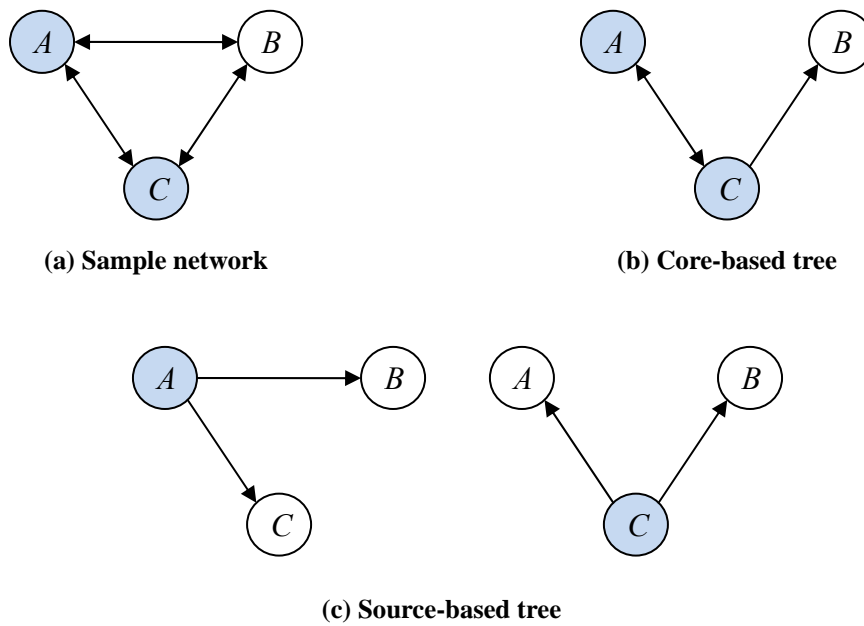 A B
C
(a) Sample network
A B
C
(b) Core-based tree
A B
C
A B
C
(c) Source-based tree